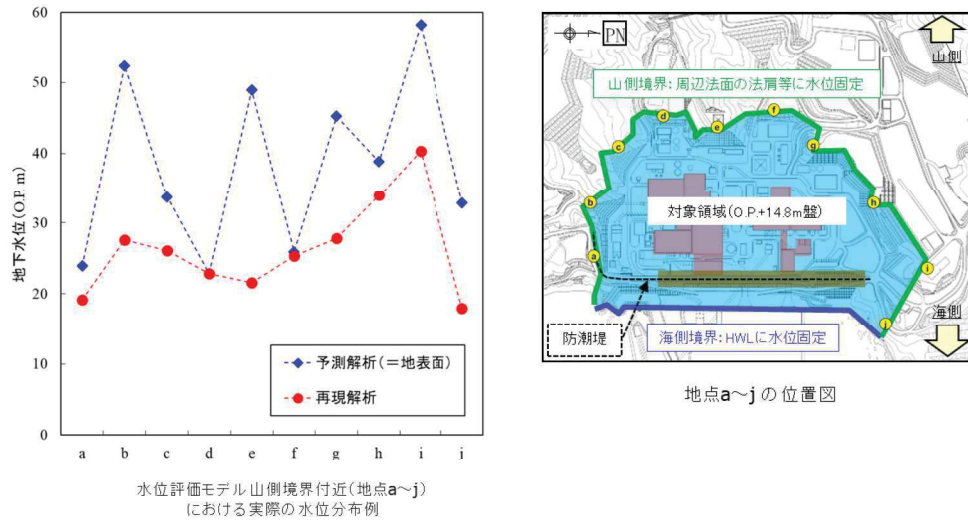 60
50
40
30
20
10
0
地下水位(O.P. m)
予測解析(=地表面)
再現解析
a b c d e f g h i j
水位評価モデル山側境界付近(地点a~j)
における実際の水位分布例
PN
山側
山側境界:周辺法面の法肩等に水位固定
a
b
c
d
e
f
g
h
i
j
対象領域(O.P.+14.8m盤)
海側
防潮堤
海側境界:HWLに水位固定
地点a~jの位置図